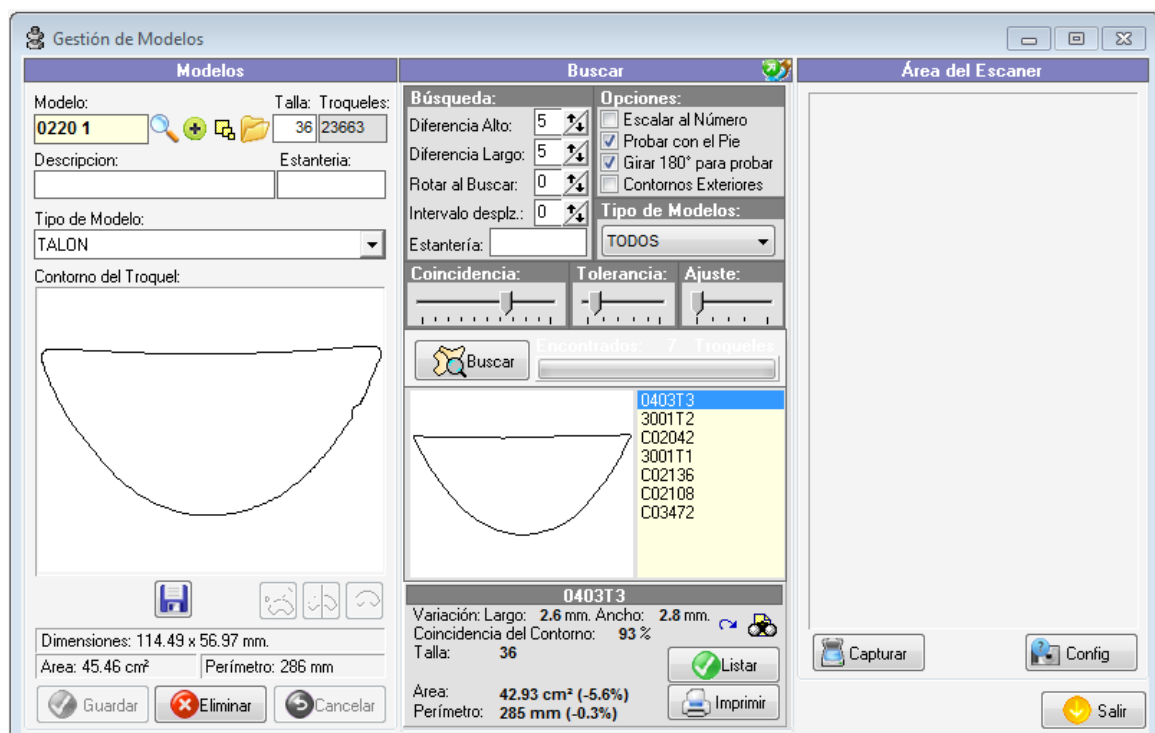 Gestión de Modelos
Modelos
Modelo:
Talla:
Troqueles:
0220 1
36
23663
Descripcion:
Estanteria:
Tipo de Modelo:
TALON
Contorno del Troquel:
Dimensiones: 114.49 x 56.97 mm.
Area: 45.46 cm²
Perímetro: 286 mm
Guardar
Eliminar
Cancelar
Buscar
Búsqueda:
Diferencia Alto: 5
Diferencia Largo: 5
Rotar al Buscar: 0
Intervalo desplz.: 0
Estantería:
Opciones:
Escalar al Número
Probar con el Pie
Girar 180° para probar
Contornos Exteriores
Tipo de Modelos:
TODOS
Coincidencia:
Tolerancia:
Ajuste:
Buscar
Encontrados: 7 Troqueles
0403T3
3001T2
C02042
3001T1
C02136
C02108
C03472
0403T3
Variación: Largo: 2.6 mm. Ancho: 2.8 mm.
Coincidencia del Contorno: 93 %
Talla: 36
Area: 42.93 cm² (-5.6%)
Perímetro: 285 mm (-0.3%)
Listar
Imprimir
Área del Escaner
Capturar
Config
Salir